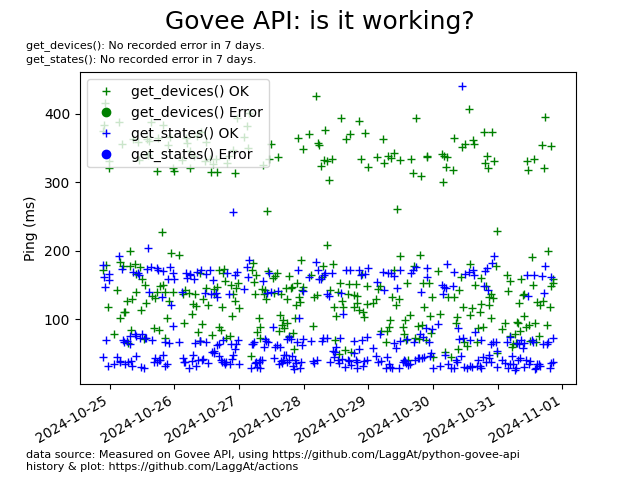 Govee API: is it working?
get_devices(): No recorded error in 7 days.
get_states(): No recorded error in 7 days.
get_devices() OK
get_devices() Error
get_states() OK
get_states() Error
Ping (ms)
400
300
200
100
2024-10-25
2024-10-26
2024-10-27
2024-10-28
2024-10-29
2024-10-30
2024-10-31
2024-11-01
data source: Measured on Govee API, using https://github.com/LaggAt/python-govee-api
history & plot: https://github.com/LaggAt/actions